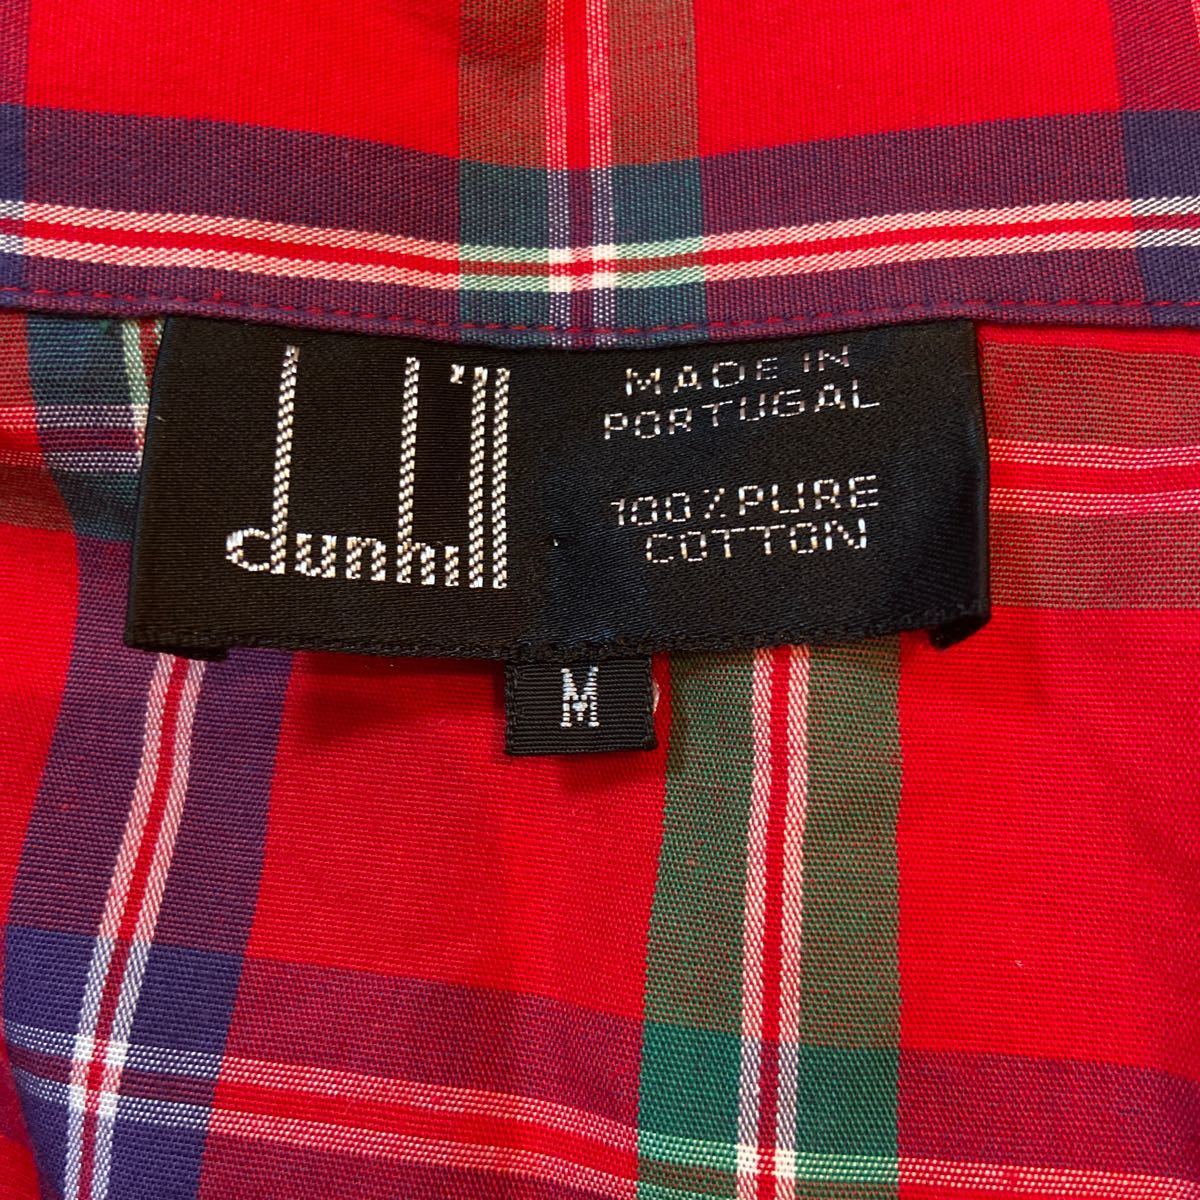 dunhill
MADE IN
PORTUGAL
100% PURE
COTTON
M